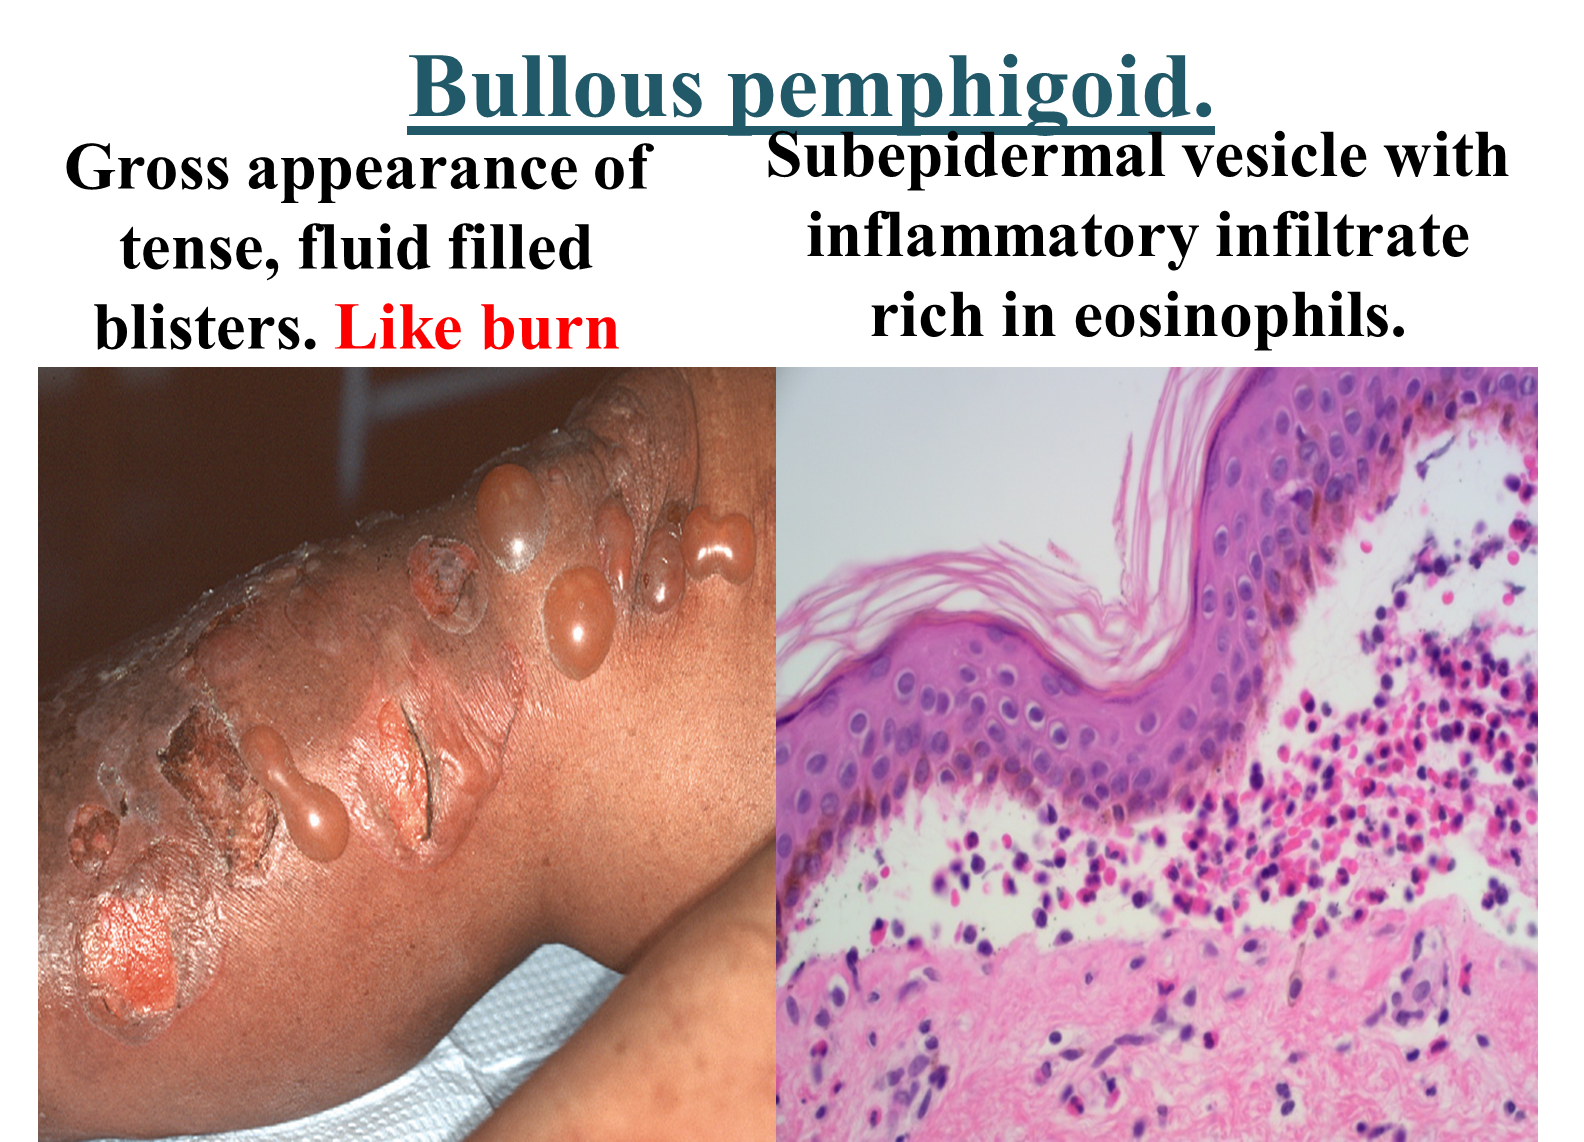 Bullous pemphigoid.
Gross appearance of
tense, fluid filled
blisters. Like burn
Subepidermal vesicle with
inflammatory infiltrate
rich in eosinophils.